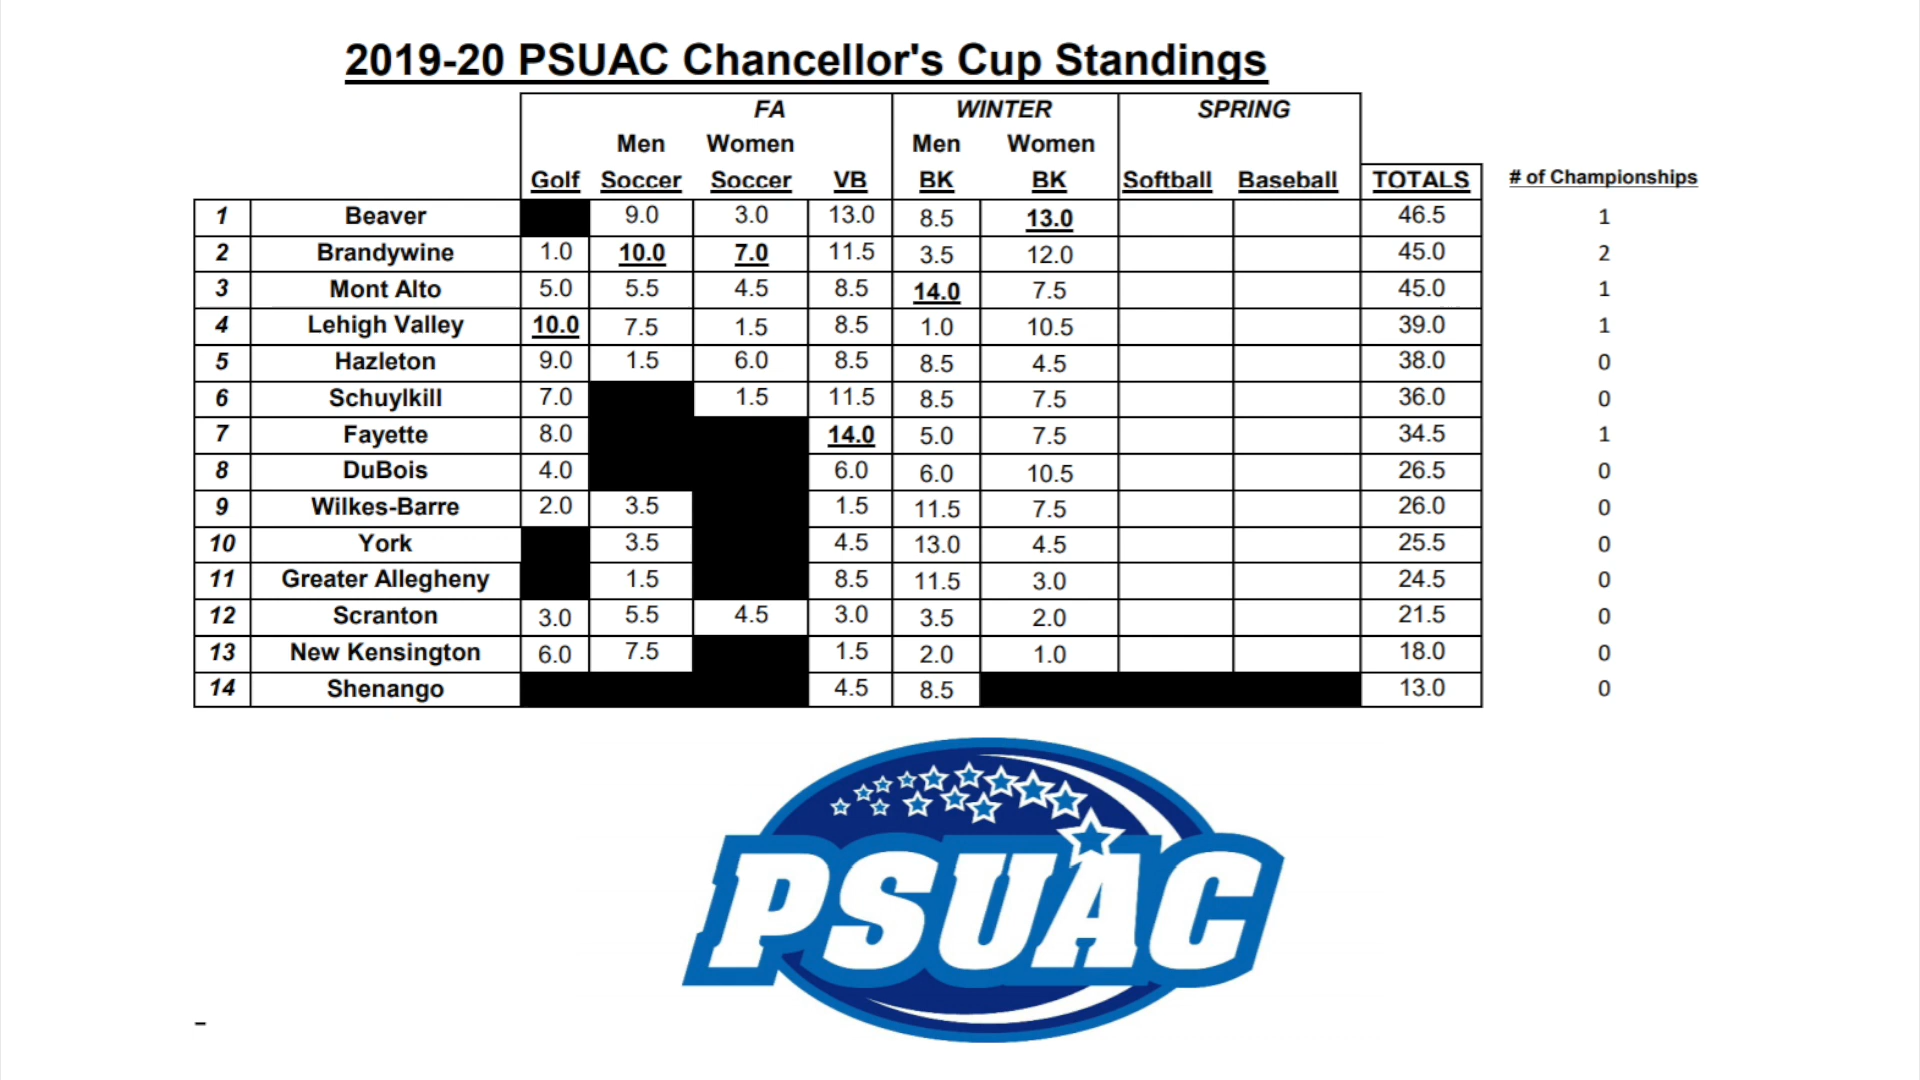 2019-20 PSUAC Chancellor's Cup Standings
FA WINTER SPRING
Men Women Men Women
Golf Soccer Soccer VB BK BK Softball Baseball TOTALS # of Championships
1 Beaver 9.0 3.0 13.0 8.5 13.0 46.5 1
2 Brandywine 1.0 10.0 7.0 11.5 3.5 12.0 45.0 2
3 Mont Alto 5.0 5.5 4.5 8.5 14.0 7.5 45.0 1
4 Lehigh Valley 10.0 7.5 1.5 8.5 1.0 10.5 39.0 1
5 Hazleton 9.0 1.5 6.0 8.5 8.5 4.5 38.0 0
6 Schuylkill 7.0 1.5 11.5 8.5 7.5 36.0 0
7 Fayette 8.0 14.0 5.0 7.5 34.5 1
8 DuBois 4.0 6.0 6.0 10.5 26.5 0
9 Wilkes-Barre 2.0 3.5 1.5 11.5 7.5 26.0 0
10 York 3.5 4.5 13.0 4.5 25.5 0
11 Greater Allegheny 1.5 8.5 11.5 3.0 24.5 0
12 Scranton 3.0 5.5 4.5 3.0 3.5 2.0 21.5 0
13 New Kensington 6.0 7.5 1.5 2.0 1.0 18.0 0
14 Shenango 4.5 8.5 13.0 0
PSUAC
-